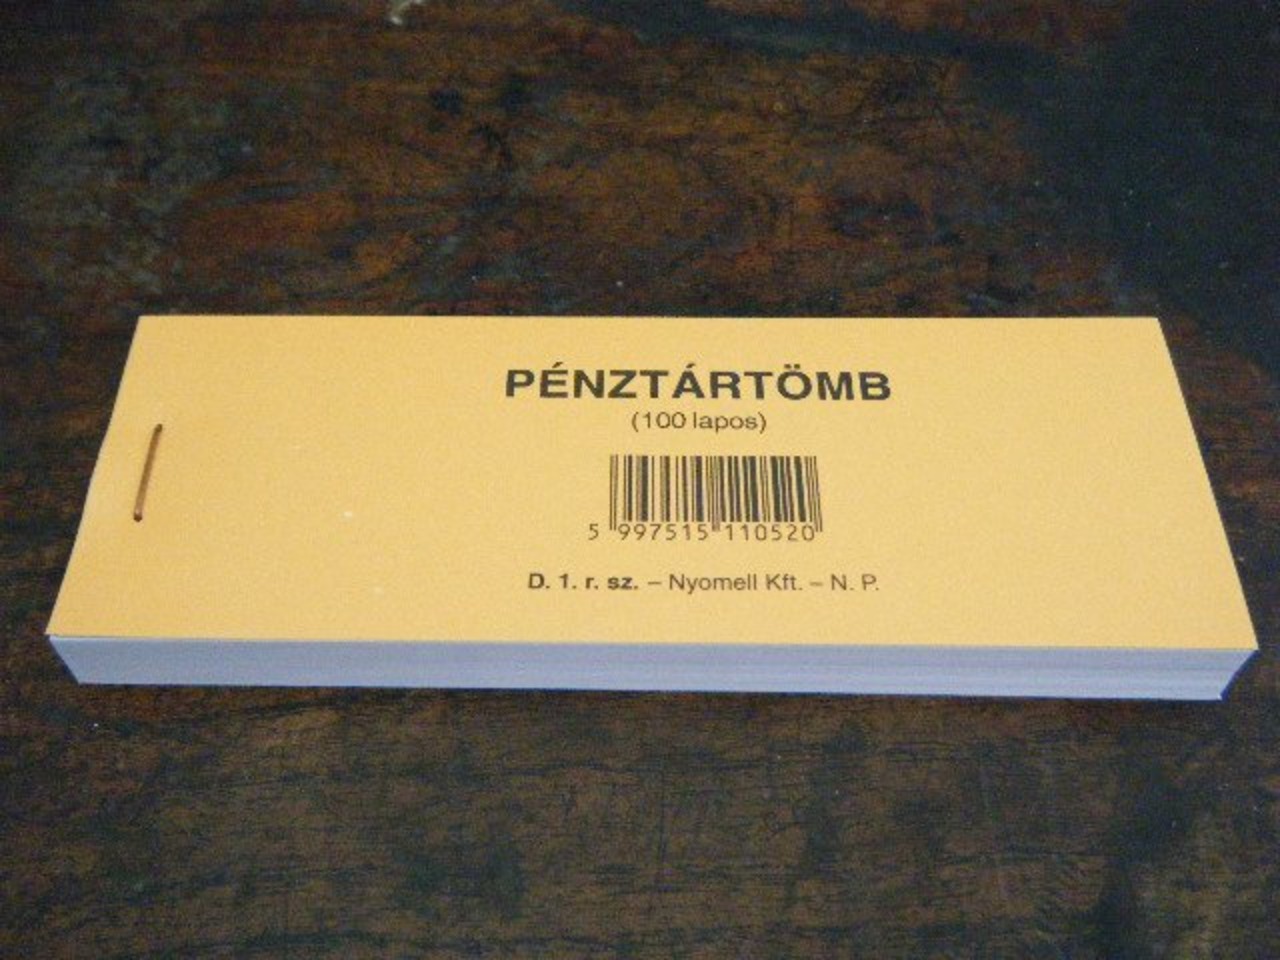 PÉNZTÁRTÖMB
(100 lapos)
5 997515 110520
D. 1. r. sz. – Nyomell Kft. – N. P.